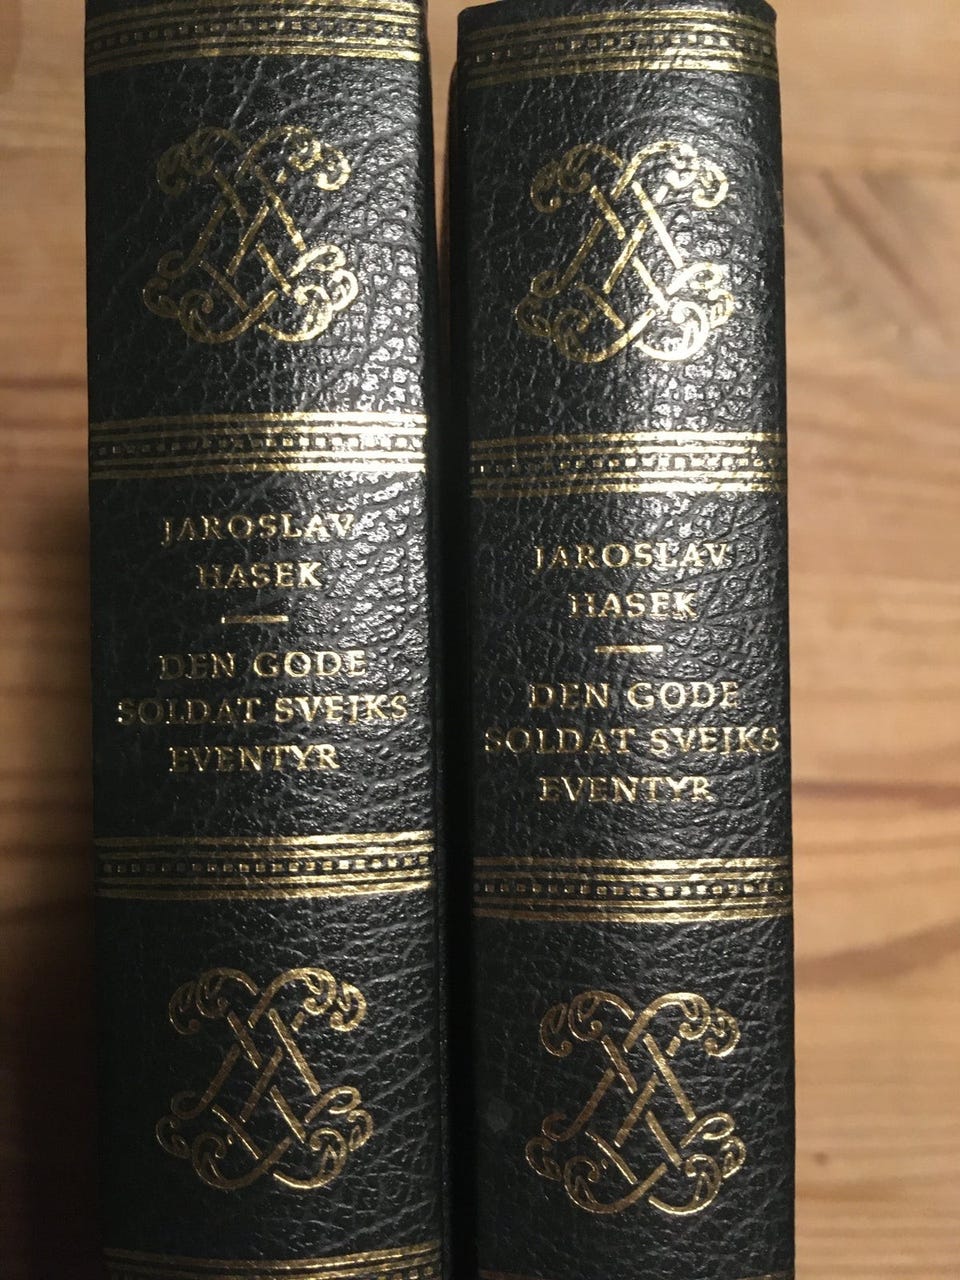 JAROSLAV
HASEK
DEN GODE
SOLDAT SVEJKS
EVENTYR
JAROSLAV
HASEK
DEN GODE
SOLDAT SVEJKS
EVENTYR